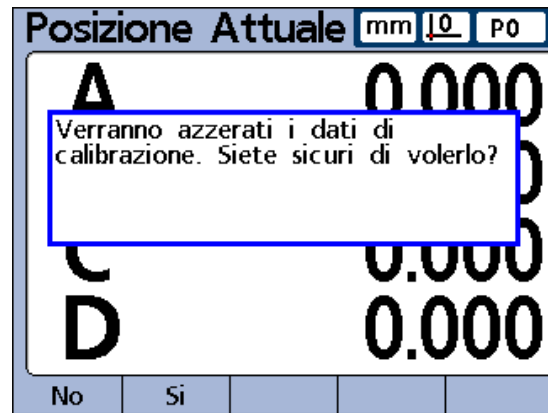 Posizione Attuale mm 0 P0
A 0.000
Verranno azzerati i dati di
calibrazione. Siete sicuri di volerlo?
C 0.000
D 0.000
No Si